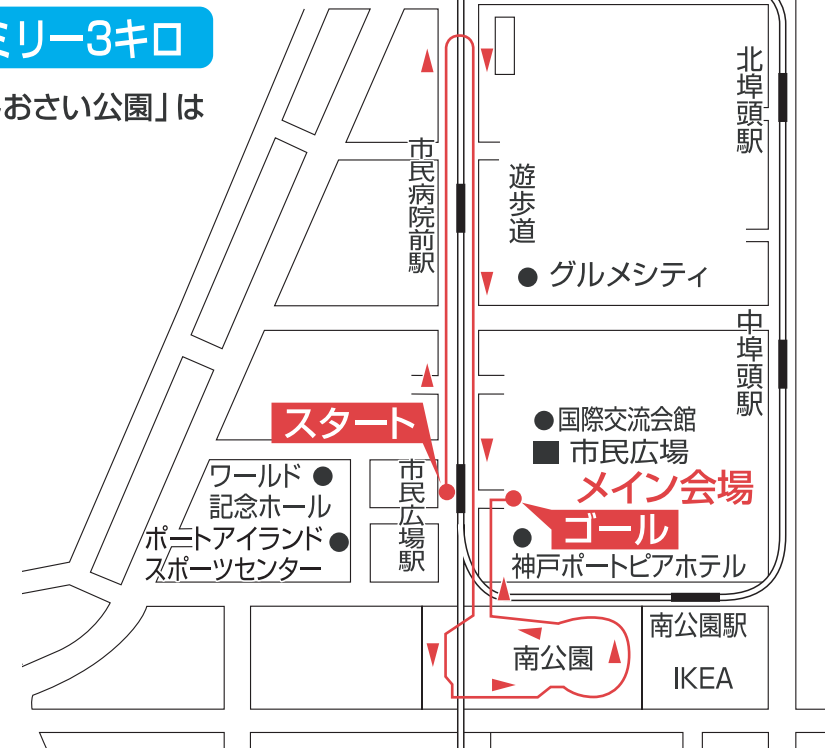 ミリー3キロ
おさい公園」は
北埠頭駅
市民病院前駅
遊歩道
グルメシティ
中埠頭駅
スタート
国際交流会館
市民広場
メイン会場
ゴール
ワールド
記念ホール
市民広場駅
ポートアイランド
スポーツセンター
神戸ポートピアホテル
南公園駅
南公園
IKEA